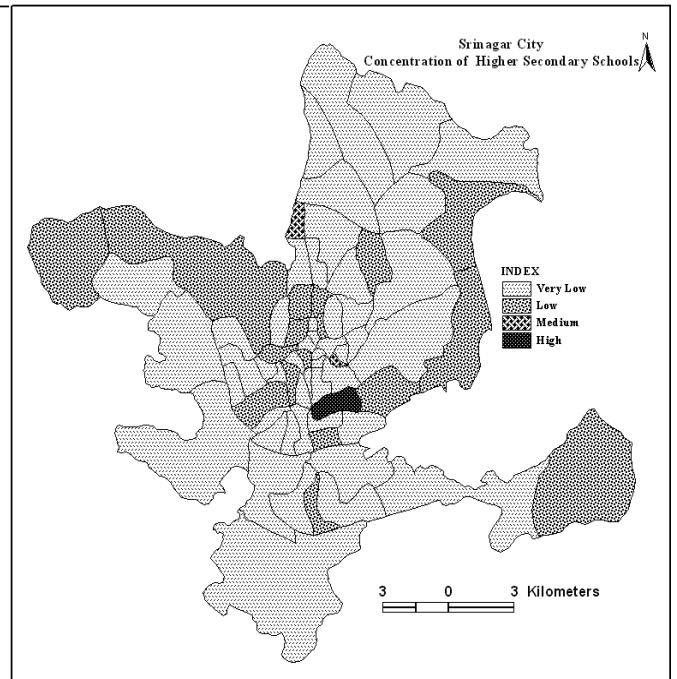 Srinagar City
Concentration of Higher Secondary Schools
N
INDEX
Very Low
Low
Medium
High
3 0 3 Kilometers